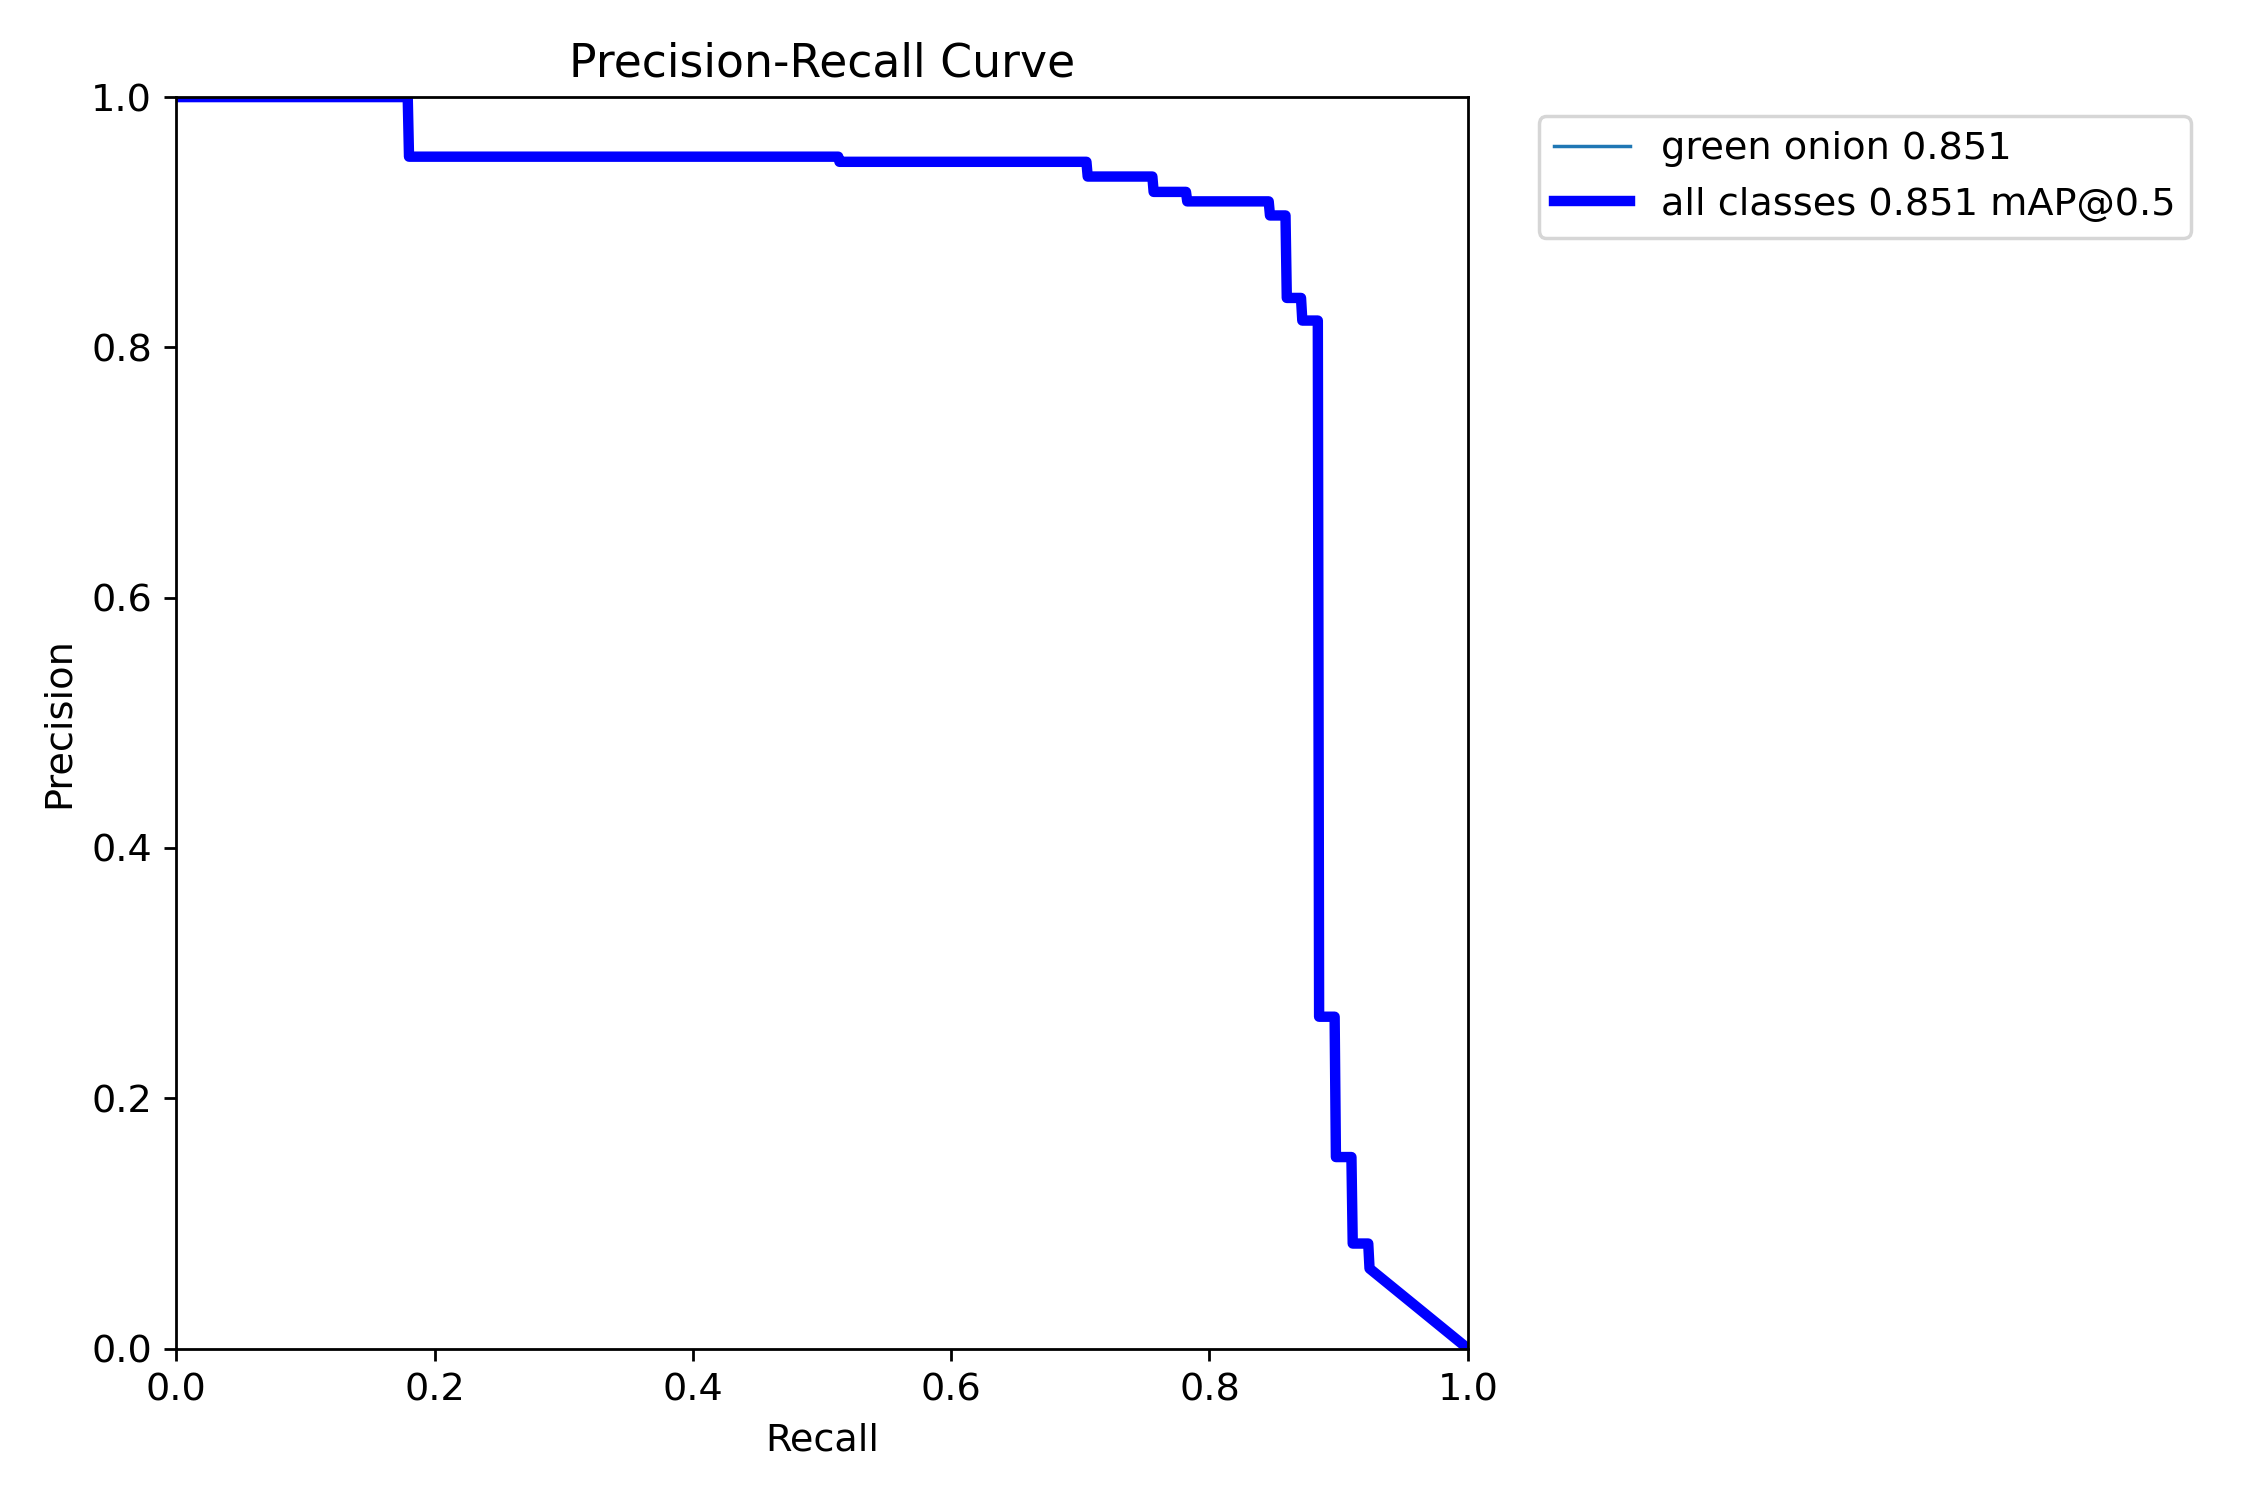 Precision-Recall Curve
green onion 0.851
all classes 0.851 mAP@0.5
Precision
1.0
0.8
0.6
0.4
0.2
0.0
0.0 0.2 0.4 0.6 0.8 1.0
Recall